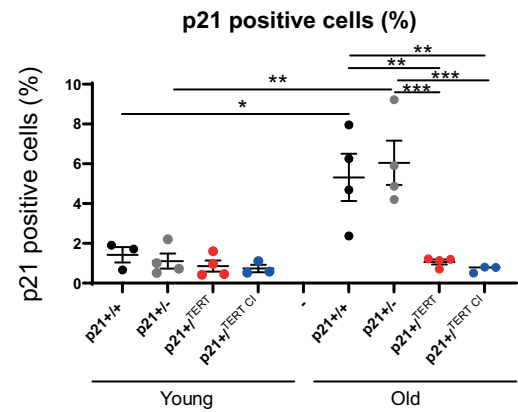 p21 positive cells (%)
**
**
**
***
*
***
p21 positive cells (%)
10
8
6
4
2
0
p21+/+
p21+/-
p21+/TERT
p21+/TERT CI
-
p21+/+
p21+/-
p21+/TERT
p21+/TERT CI
Young
Old